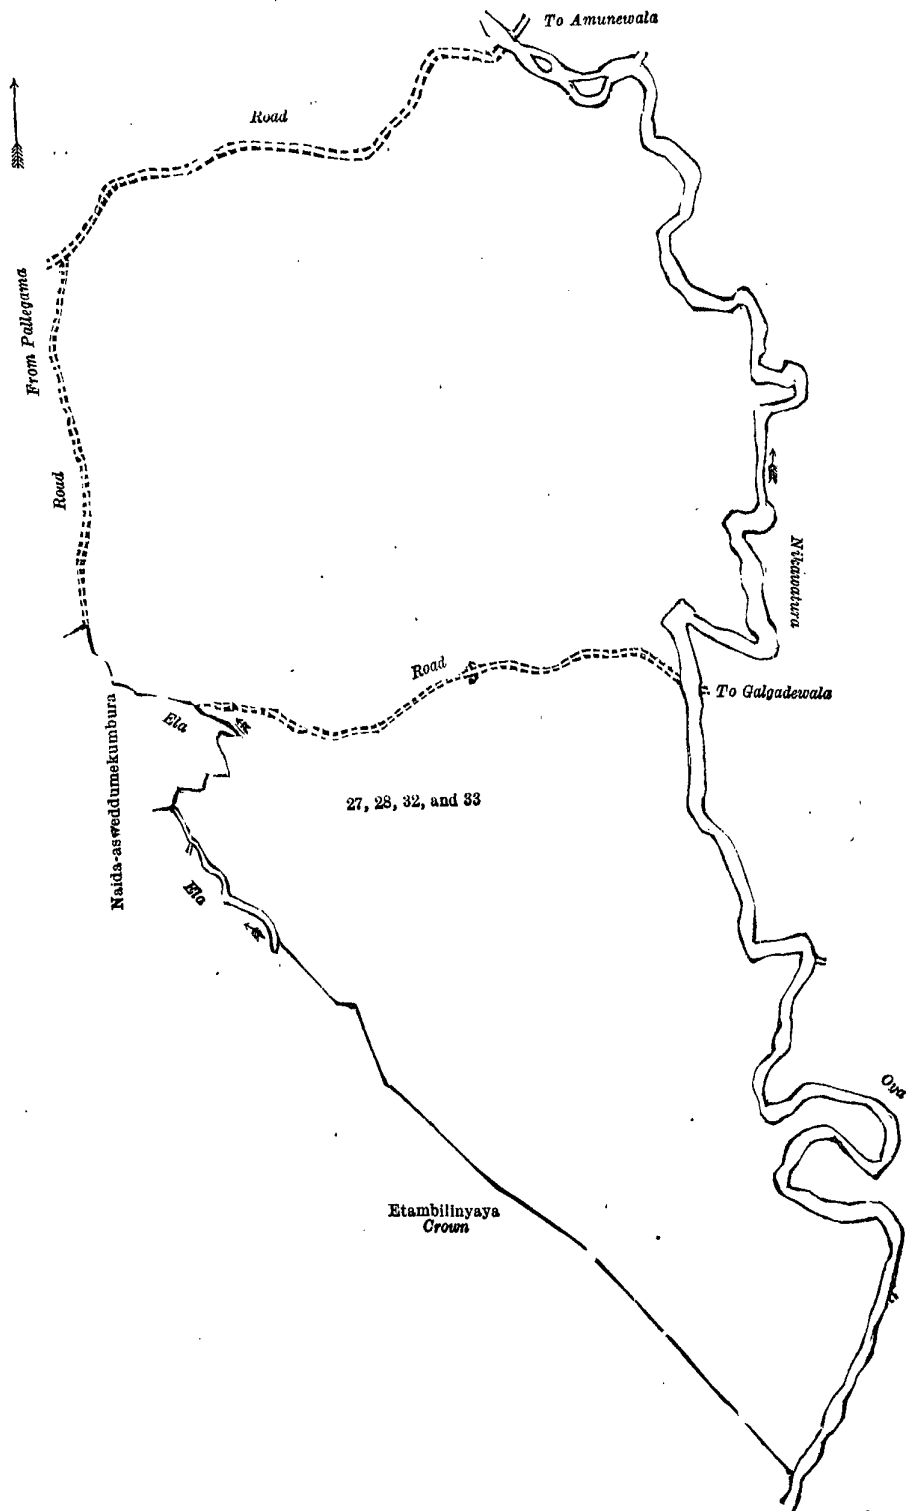 To Amunewala
Road
From Pallegama
Road
Nikawatura
Road
To Galgadewala
Ela
Naida-asweddumekumbura
27, 28, 32, and 33
Ela
Oya
Etambilinyaya
Crown